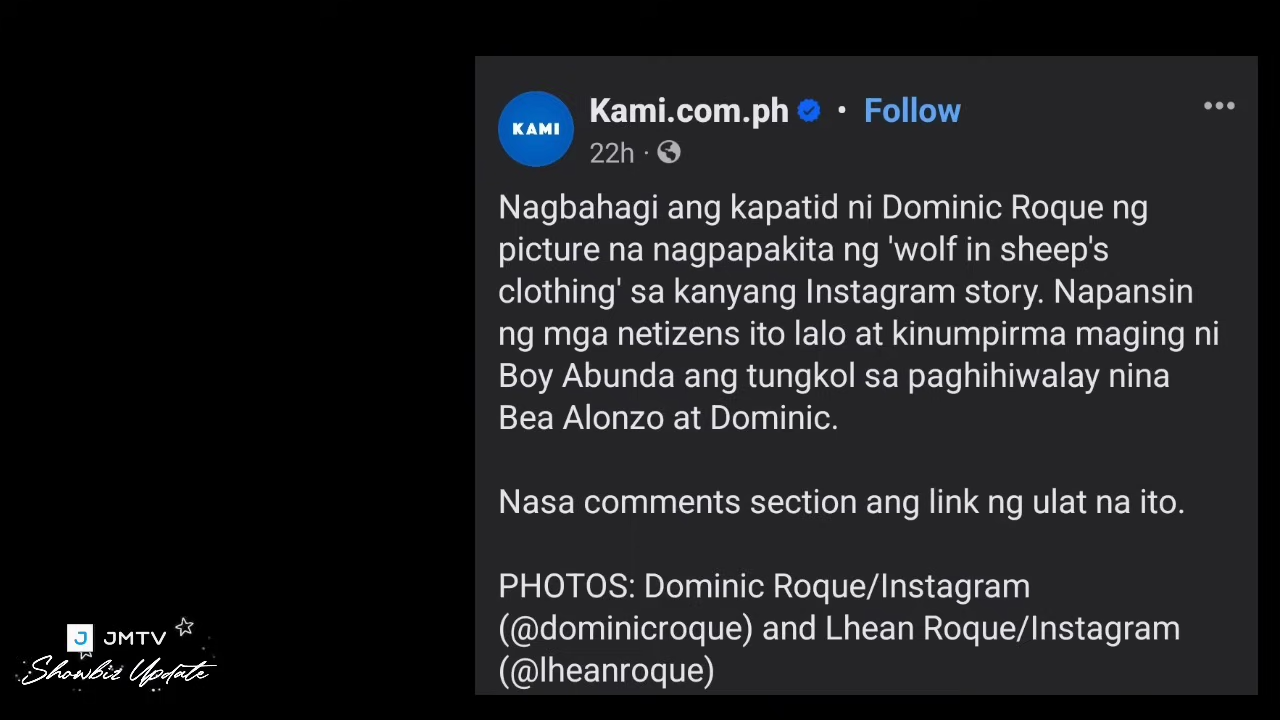 KAMI
Kami.com.ph • Follow
22h ·
Nagbahagi ang kapatid ni Dominic Roque ng
picture na nagpapakita ng 'wolf in sheep's
clothing' sa kanyang Instagram story. Napansin
ng mga netizens ito lalo at kinumpirma maging ni
Boy Abunda ang tungkol sa paghihiwalay nina
Bea Alonzo at Dominic.
Nasa comments section ang link ng ulat na ito.
PHOTOS: Dominic Roque/Instagram
(@dominicroque) and Lhean Roque/Instagram
(@lheanroque)
J JMTV
Showbiz Update